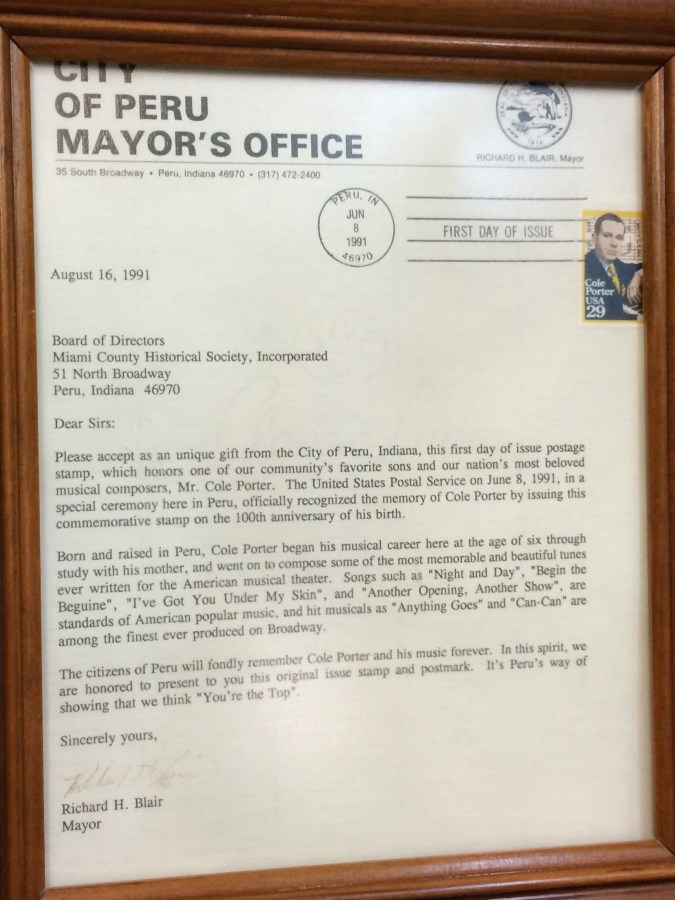 CITY
OF PERU
MAYOR'S OFFICE
35 South Broadway • Peru, Indiana 46970 • (317) 472-2400
1874
RICHARD H. BLAIR, Mayor
PERU, IN
JUN
8
1991
46970
FIRST DAY OF ISSUE
Cole
Porter
USA
29
August 16, 1991
Board of Directors
Miami County Historical Society, Incorporated
51 North Broadway
Peru, Indiana 46970
Dear Sirs:
Please accept as an unique gift from the City of Peru, Indiana, this first day of issue postage
stamp, which honors one of our community's favorite sons and our nation's most beloved
musical composers, Mr. Cole Porter. The United States Postal Service on June 8, 1991, in a
special ceremony here in Peru, officially recognized the memory of Cole Porter by issuing this
commemorative stamp on the 100th anniversary of his birth.
Born and raised in Peru, Cole Porter began his musical career here at the age of six through
study with his mother, and went on to compose some of the most memorable and beautiful tunes
ever written for the American musical theater. Songs such as "Night and Day", "Begin the
Beguine", "I've Got You Under My Skin", and "Another Opening, Another Show", are
standards of American popular music, and hit musicals as "Anything Goes" and "Can-Can" are
among the finest ever produced on Broadway.
The citizens of Peru will fondly remember Cole Porter and his music forever. In this spirit, we
are honored to present to you this original issue stamp and postmark. It's Peru's way of
showing that we think "You're the Top".
Sincerely yours,
Richard H. Blair
Mayor